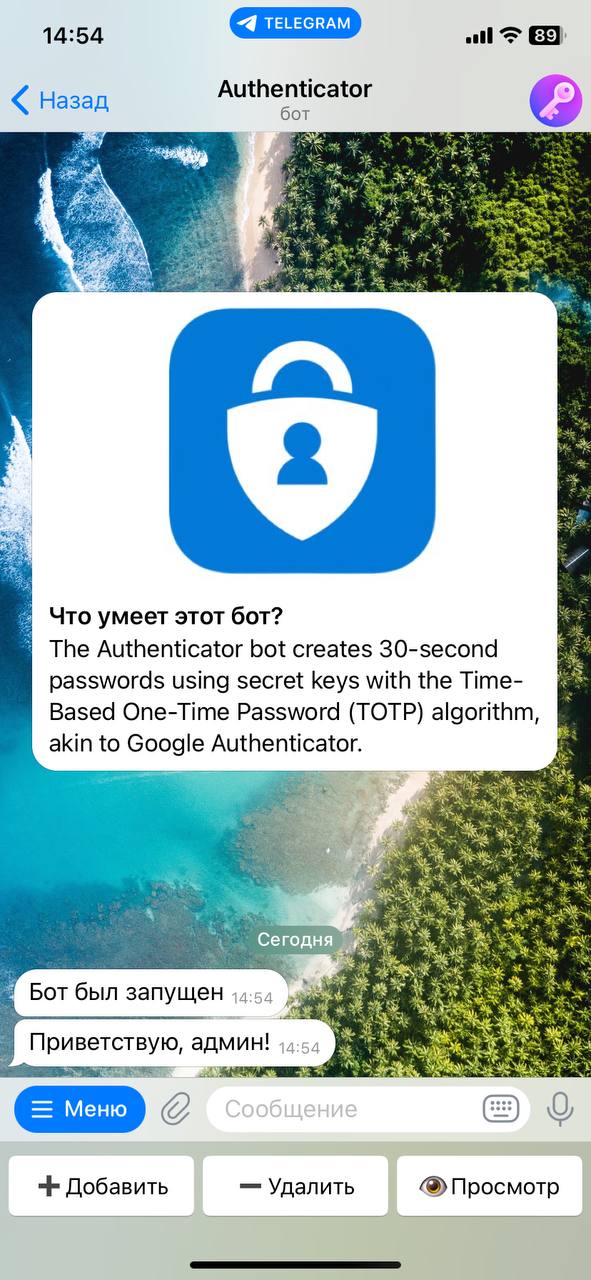 14:54
TELEGRAM
89
Назад
Authenticator
бот
Что умеет этот бот?
The Authenticator bot creates 30-second
passwords using secret keys with the Time-
Based One-Time Password (TOTP) algorithm,
akin to Google Authenticator.
Сегодня
Бот был запущен 14:54
Приветствую, админ! 14:54
Меню
Сообщение
Добавить
Удалить
Просмотр